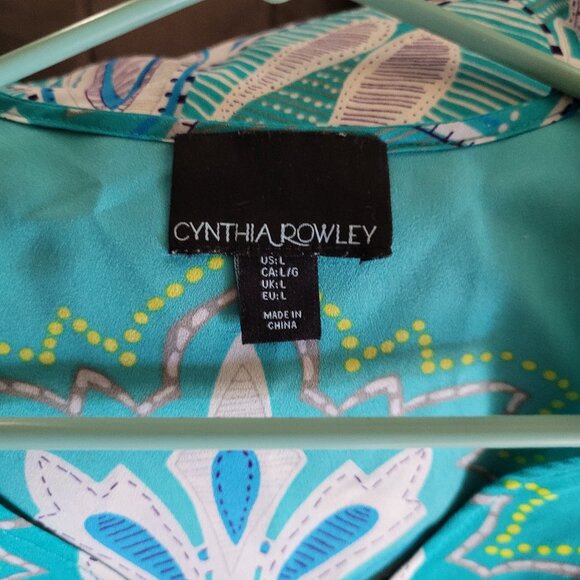 CYNTHIA ROWLEY
US: L
CA: L/G
UK: L
EU: L
MADE IN
CHINA